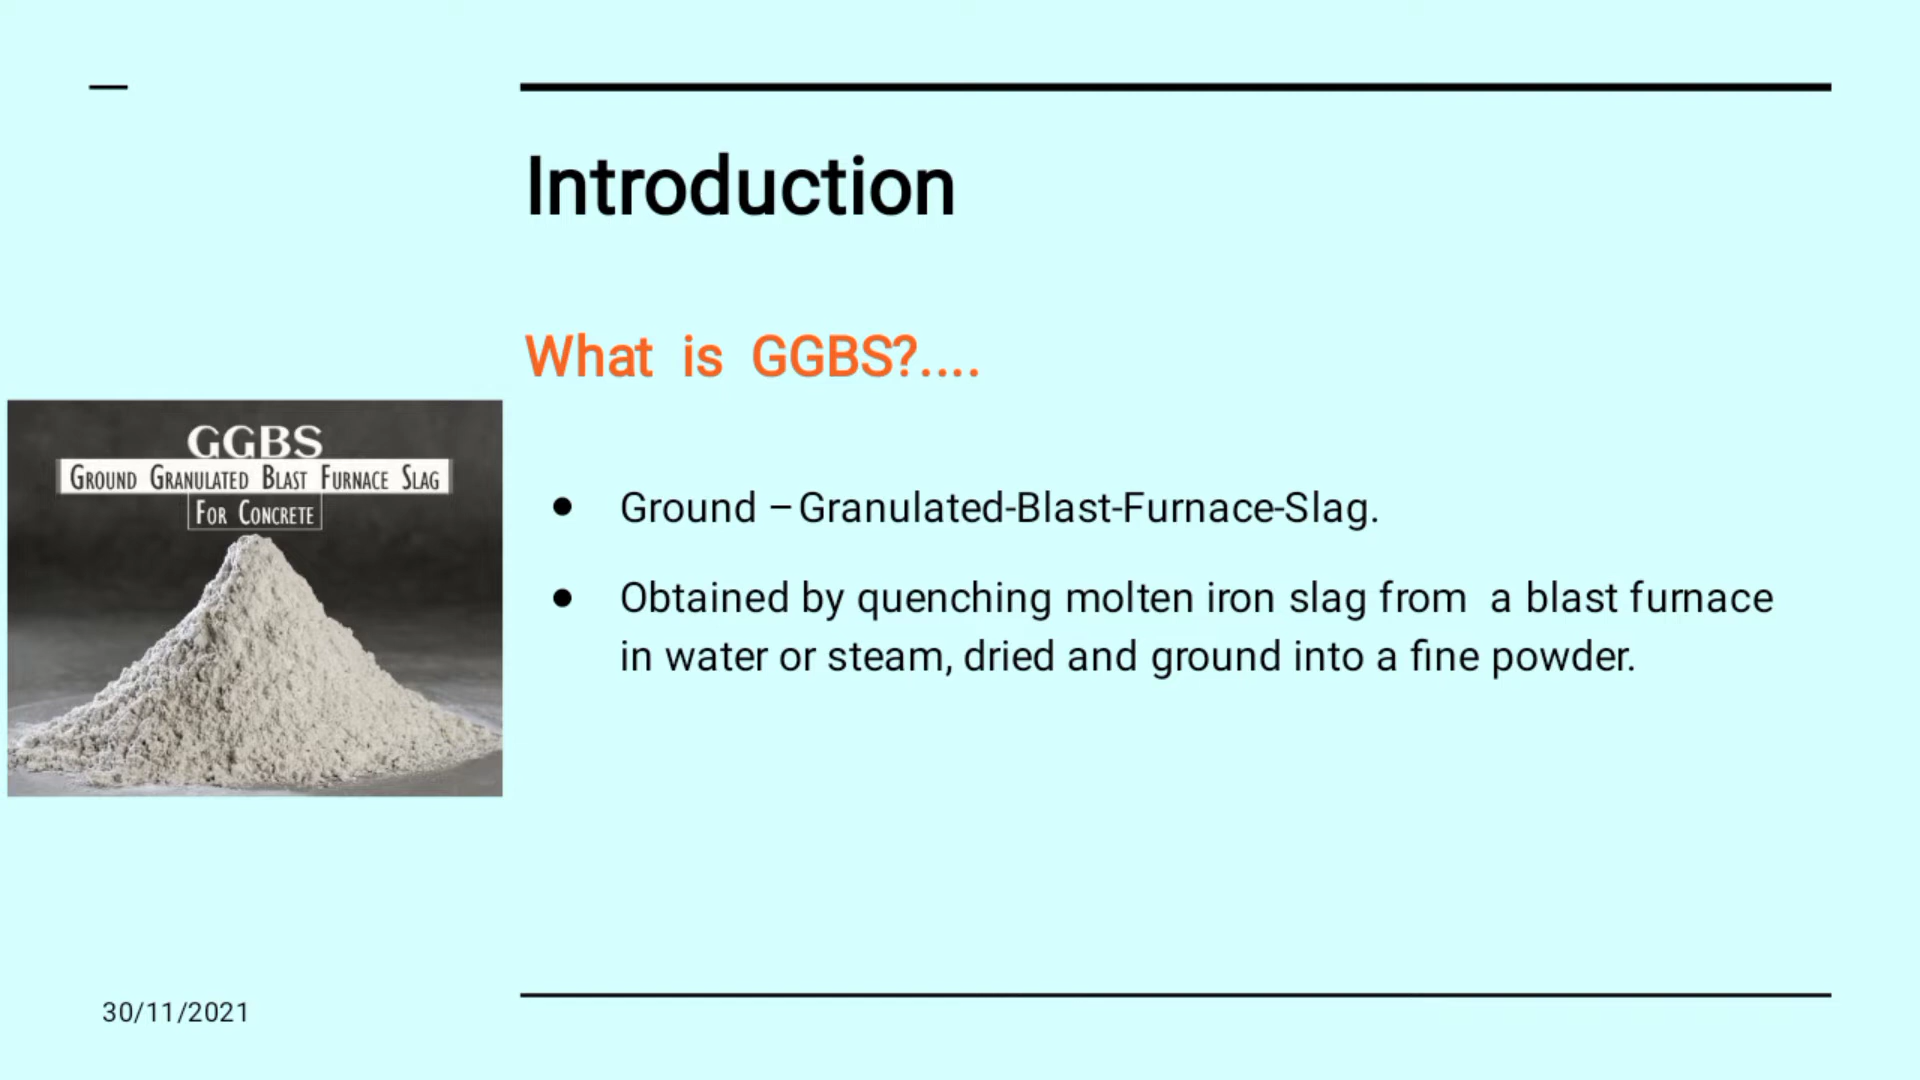 Introduction
What is GGBS?....
GGBS
GROUND GRANULATED BLAST FURNACE SLAG
FOR CONCRETE
● Ground –Granulated-Blast-Furnace-Slag.
● Obtained by quenching molten iron slag from a blast furnace
in water or steam, dried and ground into a fine powder.
30/11/2021